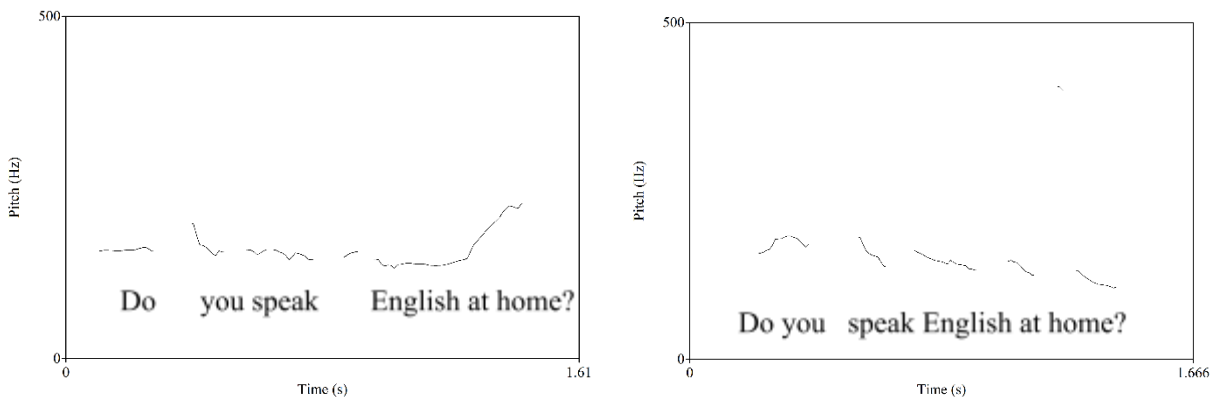 500
Pitch (Hz)
Do you speak English at home?
0
0 1.61
Time (s)
500
Pitch (Hz)
Do you speak English at home?
0
0 1.666
Time (s)